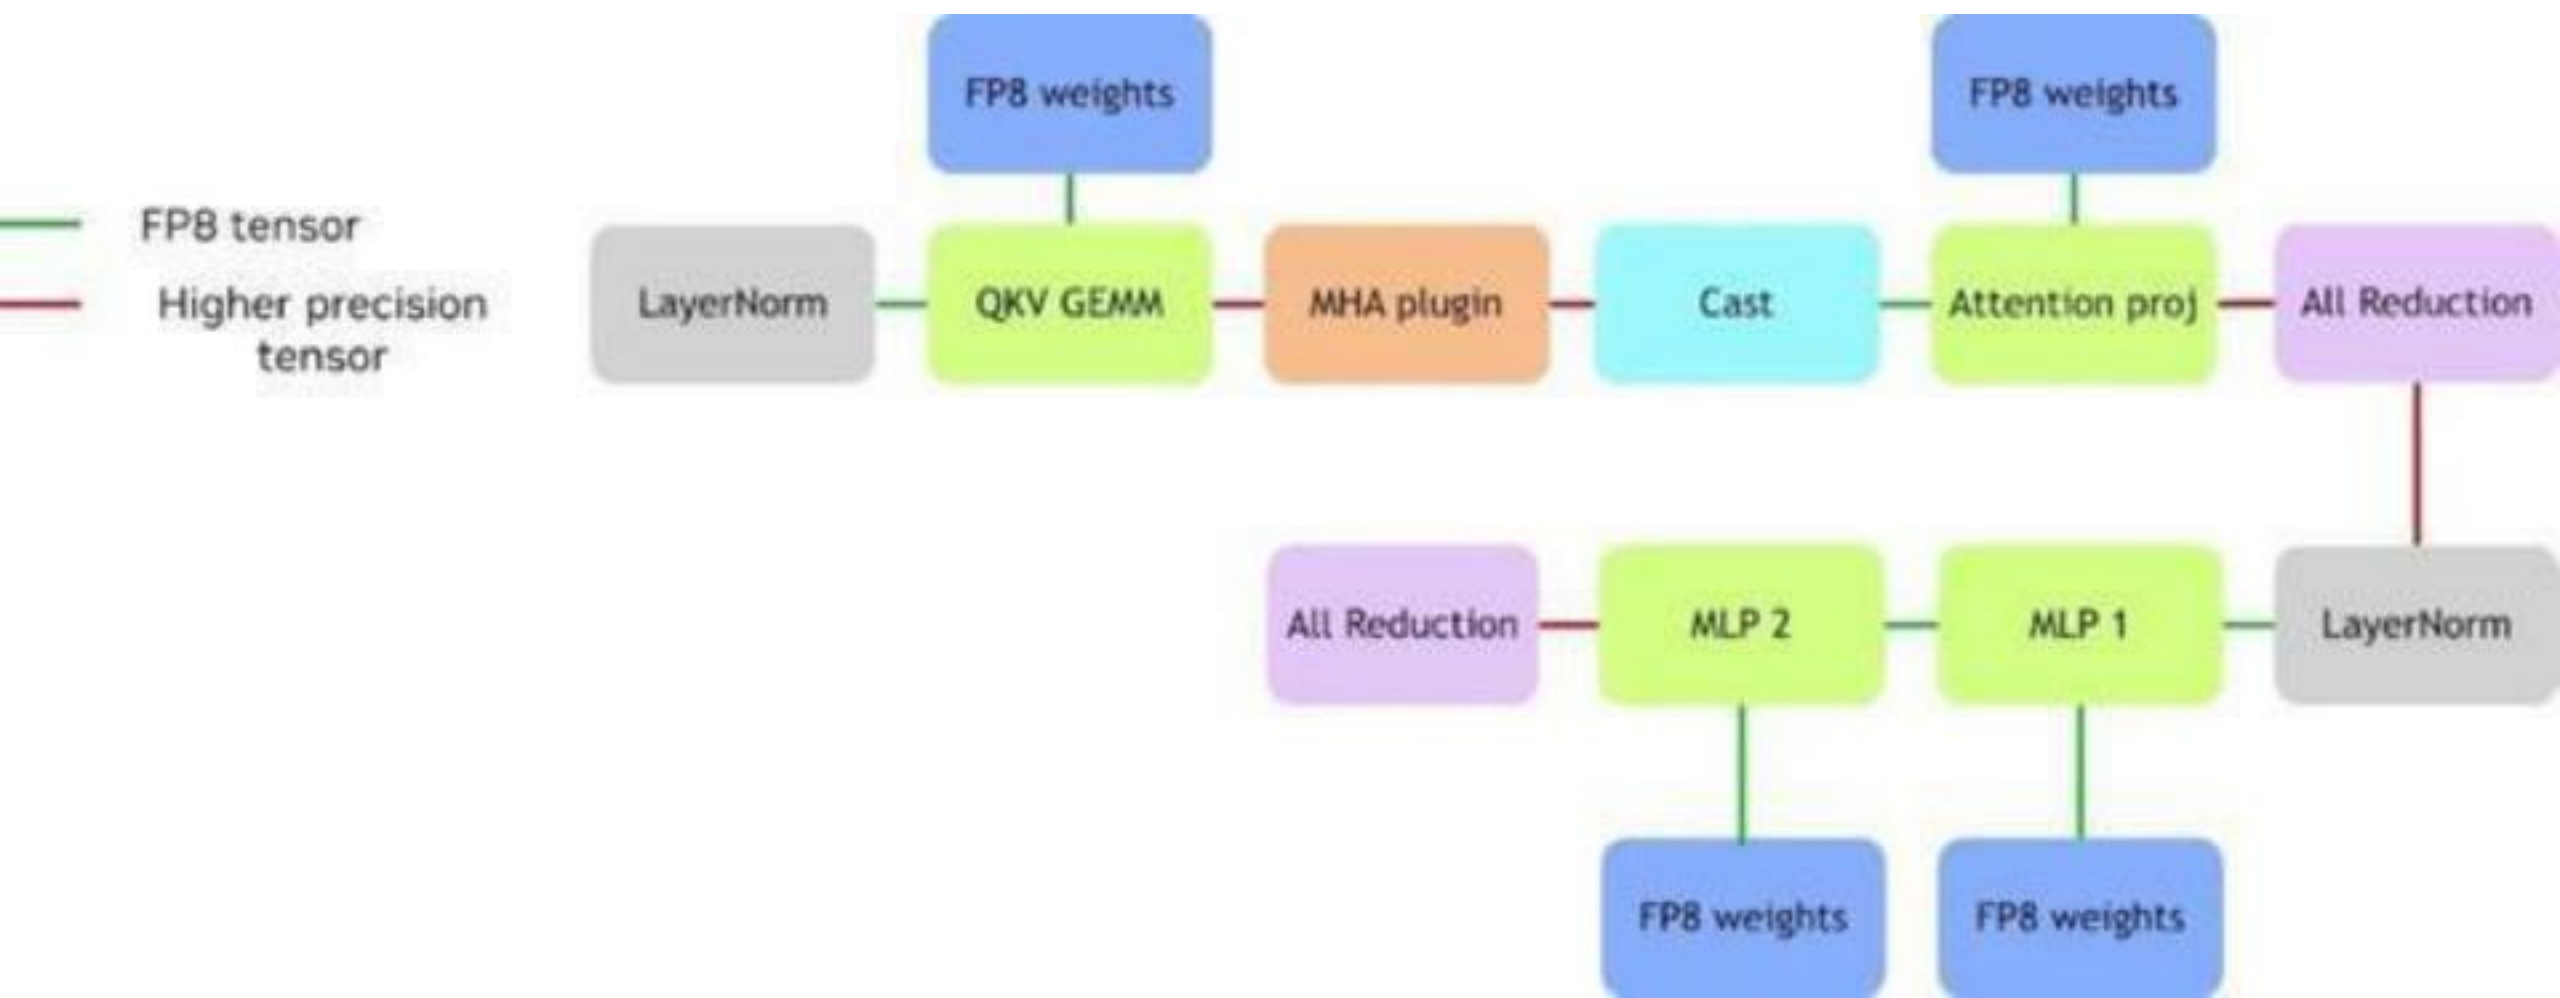 FP8 weights
FP8 weights
FP8 tensor
Higher precision
tensor
LayerNorm
QKV GEMM
MHA plugin
Cast
Attention proj
All Reduction
All Reduction
MLP 2
MLP 1
LayerNorm
FP8 weights
FP8 weights